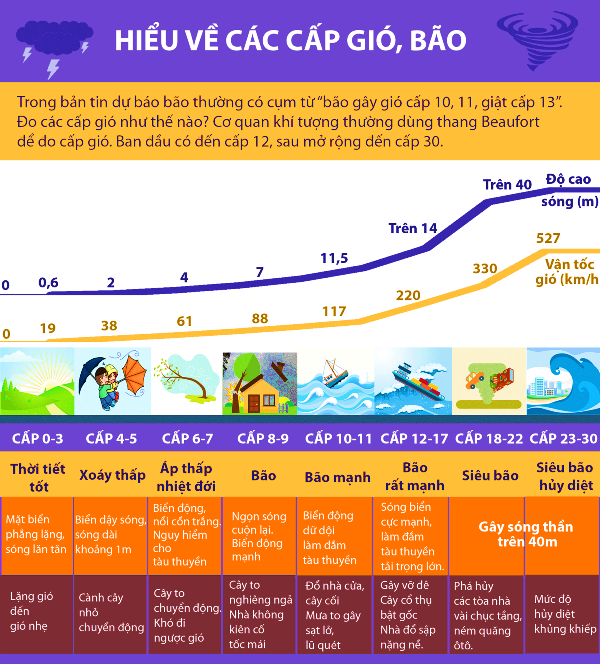 HIỂU VỀ CÁC CẤP GIÓ, BÃO
Trong bản tin dự báo bão thường có cụm từ “bão gây gió cấp 10, 11, giật cấp 13”.
Đo các cấp gió như thế nào? Cơ quan khí tượng thường dùng thang Beaufort
để đo cấp gió. Ban đầu có đến cấp 12, sau mở rộng đến cấp 30.
0 0,6 2 4 7 11,5 Trên 14 Trên 40 Độ cao
sóng (m)
0 19 38 61 88 117 220 330 527
Vận tốc
gió (km/h
CẤP 0-3 CẤP 4-5 CẤP 6-7 CẤP 8-9 CẤP 10-11 CẤP 12-17 CẤP 18-22 CẤP 23-30
Thời tiết
tốt
Xoáy thấp
Áp thấp
nhiệt đới
Bão
Bão mạnh
Bão
rất mạnh
Siêu bão
Siêu bão
hủy diệt
Mặt biển
phẳng lặng,
sóng lăn tăn
Biển dậy sóng,
sóng dài
khoảng 1m
Biển động,
nổi cồn trắng.
Nguy hiểm
cho
tàu thuyền
Ngọn sóng
cuộn lại.
Biển động
mạnh
Biển động
dữ dội
làm đắm
tàu thuyền
Sóng biển
cực mạnh,
làm đắm
tàu thuyền
tải trọng lớn.
Gây sóng thần
trên 40m
Lặng gió
đến
gió nhẹ
Cành cây
nhỏ
chuyển động
Cây to
chuyển động.
Khó đi
ngược gió
Cây to
nghiêng ngả
Nhà không
kiên cố
tốc mái
Đổ nhà cửa,
cây cối
Mưa to gây
sạt lở,
lũ quét
Gãy vỡ đê
Cây cổ thụ
bật gốc
Nhà đổ sập
nặng nề.
Phá hủy
các tòa nhà
vài chục tầng,
ném quăng
ôtô.
Mức độ
hủy diệt
khủng khiếp